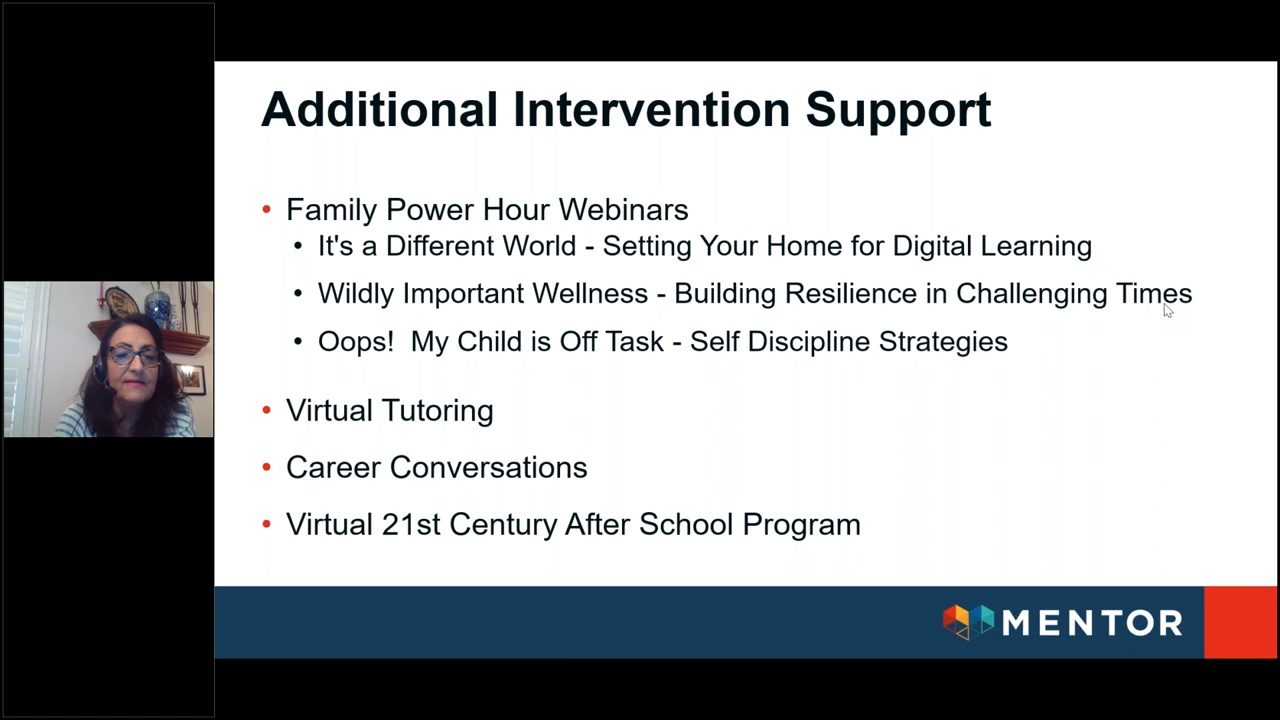 Additional Intervention Support
• Family Power Hour Webinars
• It's a Different World - Setting Your Home for Digital Learning
• Wildly Important Wellness - Building Resilience in Challenging Times
• Oops!  My Child is Off Task - Self Discipline Strategies
• Virtual Tutoring
• Career Conversations
• Virtual 21st Century After School Program
MENTOR